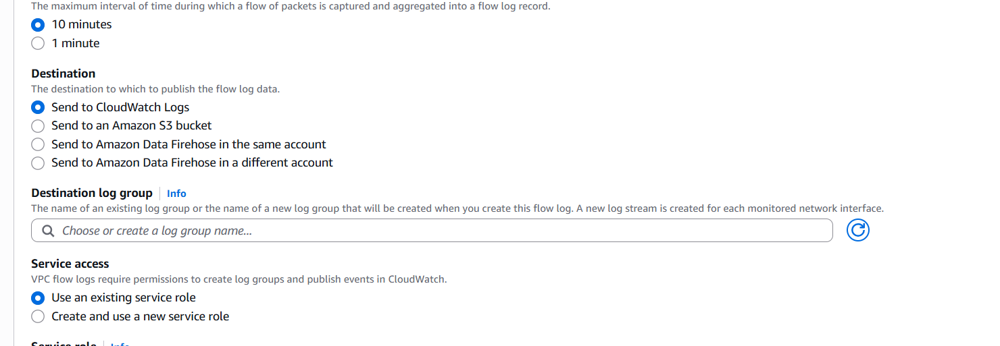 The maximum interval of time during which a flow of packets is captured and aggregated into a flow log record.
10 minutes
1 minute
Destination
The destination to which to publish the flow log data.
Send to CloudWatch Logs
Send to an Amazon S3 bucket
Send to Amazon Data Firehose in the same account
Send to Amazon Data Firehose in a different account
Destination log group Info
The name of an existing log group or the name of a new log group that will be created when you create this flow log. A new log stream is created for each monitored network interface.
Choose or create a log group name...
Service access
VPC flow logs require permissions to create log groups and publish events in CloudWatch.
Use an existing service role
Create and use a new service role
Service role Info